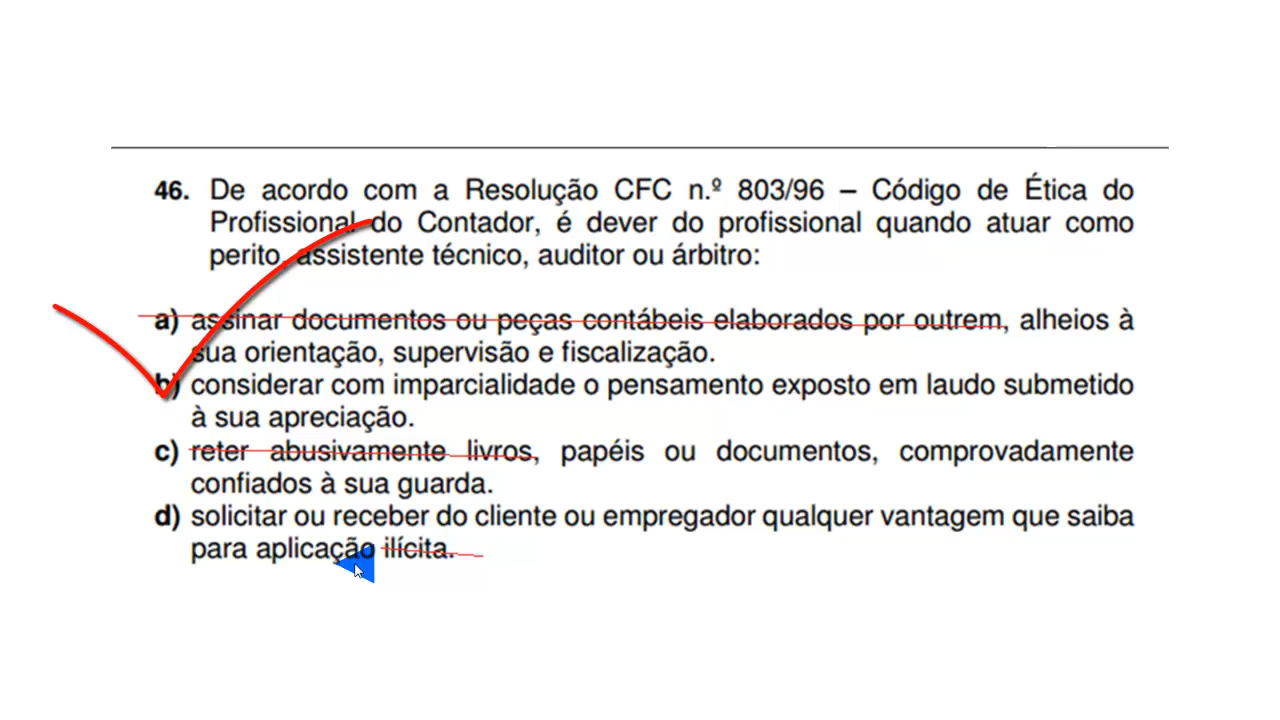 46. De acordo com a Resolução CFC n.º 803/96 – Código de Ética do
Profissional do Contador, é dever do profissional quando atuar como
perito, assistente técnico, auditor ou árbitro:
a) assinar documentos ou peças contábeis elaborados por outrem, alheios à
sua orientação, supervisão e fiscalização.
b) considerar com imparcialidade o pensamento exposto em laudo submetido
à sua apreciação.
c) reter abusivamente livros, papéis ou documentos, comprovadamente
confiados à sua guarda.
d) solicitar ou receber do cliente ou empregador qualquer vantagem que saiba
para aplicação ilícita.